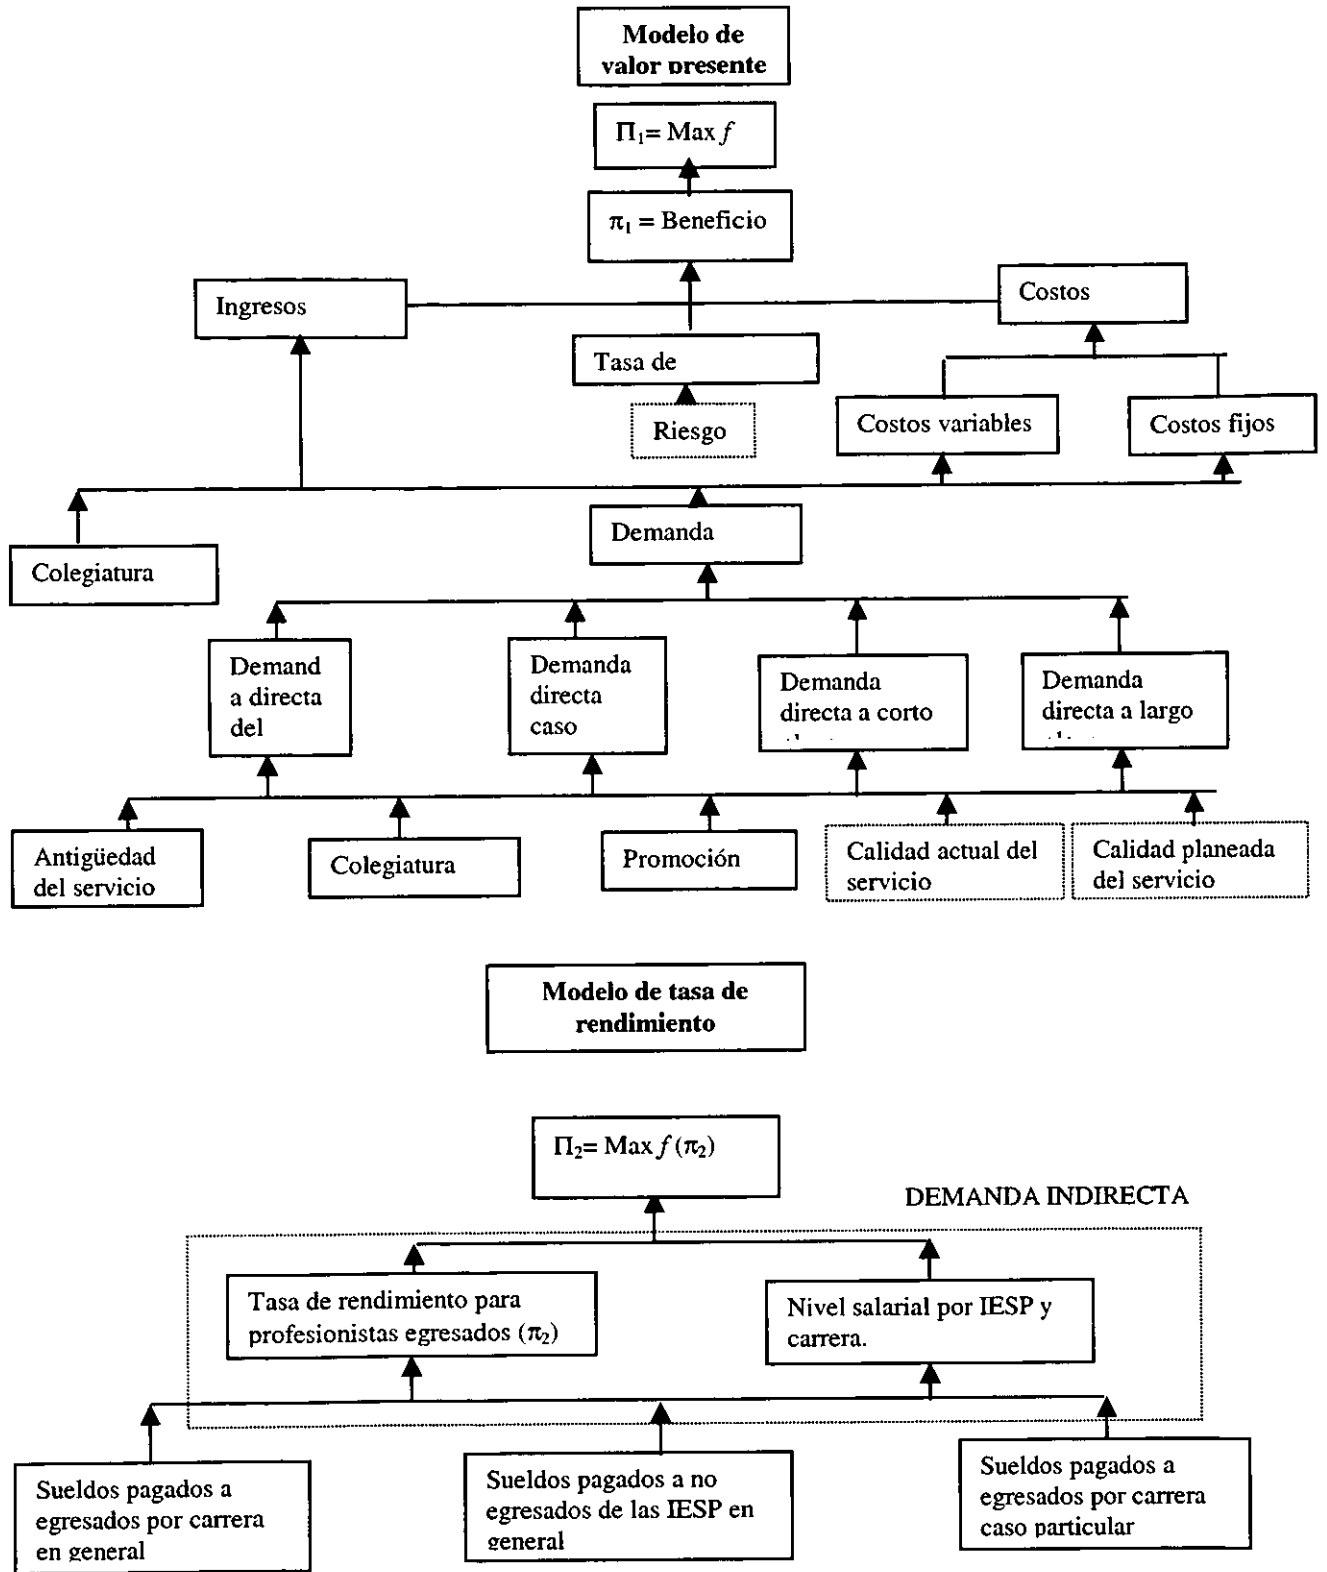 Modelo de
valor presente
Π₁= Max f
π₁ = Beneficio
Ingresos
Costos
Tasa de
Riesgo
Costos variables
Costos fijos
Demanda
Colegiatura
Demand
a directa
del
Demanda
directa
caso
Demanda
directa a corto
Demanda
directa a largo
Antigüedad
del servicio
Colegiatura
Promoción
Calidad actual del
servicio
Calidad planeada
del servicio
Modelo de tasa de
rendimiento
Π₂= Max f (π₂)
DEMANDA INDIRECTA
Tasa de rendimiento para
profesionistas egresados (π₂)
Nivel salarial por IESP y
carrera.
Sueldos pagados a
egresados por carrera
en general
Sueldos pagados a no
egresados de las IESP en
general
Sueldos pagados a
egresados por carrera
caso particular